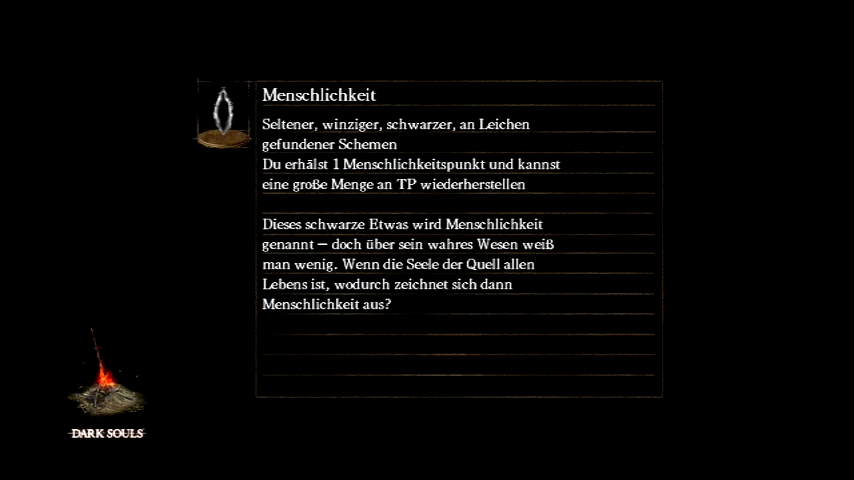 Menschlichkeit
Seltener, winziger, schwarzer, an Leichen
gefundener Schemen
Du erhälst 1 Menschlichkeitspunkt und kannst
eine große Menge an TP wiederherstellen
Dieses schwarze Etwas wird Menschlichkeit
genannt – doch über sein wahres Wesen weiß
man wenig. Wenn die Seele der Quell allen
Lebens ist, wodurch zeichnet sich dann
Menschlichkeit aus?
DARK SOULS